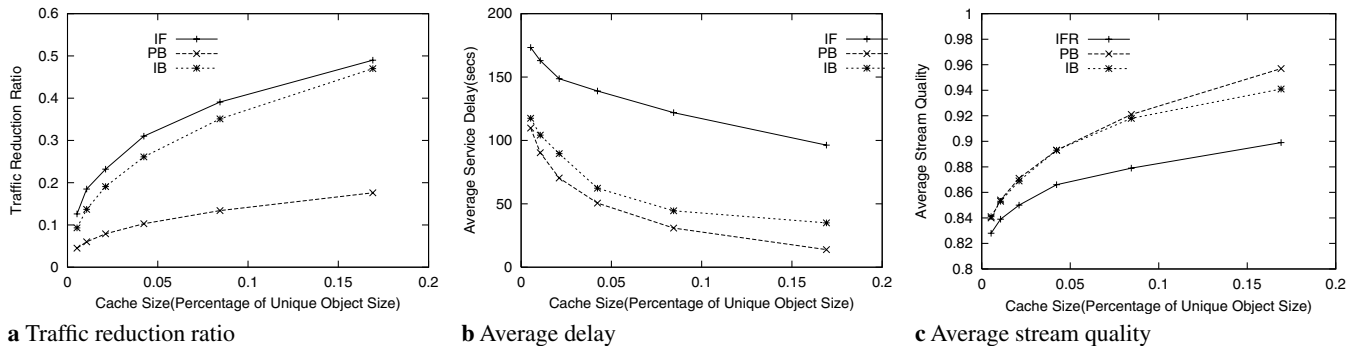 0.6
0.5
0.4
0.3
0.2
0.1
0
Traffic Reduction Ratio
IF
PB
IB
0 0.05 0.1 0.15 0.2
Cache Size(Percentage of Unique Object Size)
a Traffic reduction ratio
200
150
100
50
0
Average Service Delay(secs)
IF
PB
IB
0 0.05 0.1 0.15 0.2
Cache Size(Percentage of Unique Object Size)
b Average delay
1
0.98
0.96
0.94
0.92
0.9
0.88
0.86
0.84
0.82
0.8
Average Stream Quality
IFR
PB
IB
0 0.05 0.1 0.15 0.2
Cache Size(Percentage of Unique Object Size)
c Average stream quality